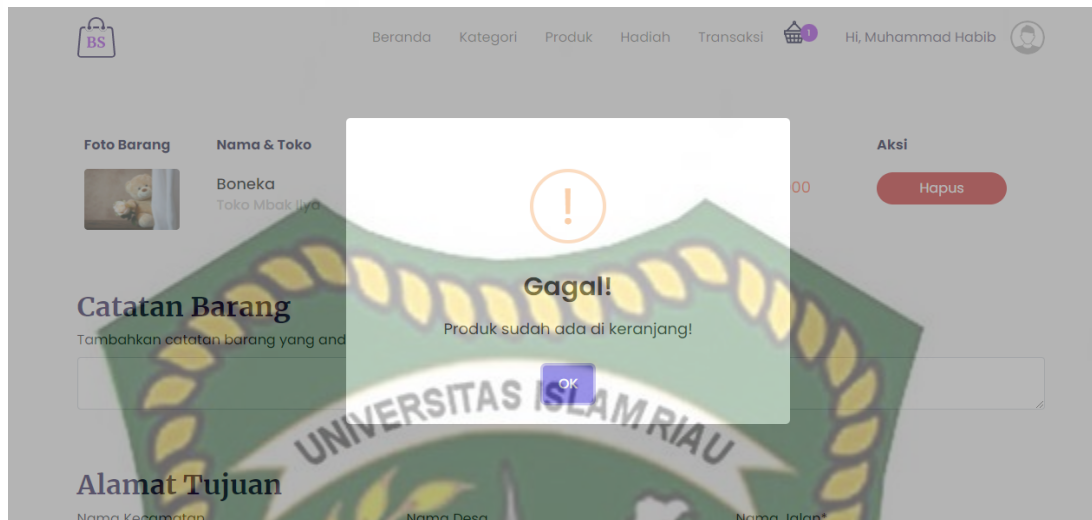 BS
Beranda Kategori Produk Hadiah Transaksi 1 Hi, Muhammad Habib
Foto Barang Nama & Toko Aksi
Boneka 00 Hapus
Toko Mbak Ilya
Gagal!
Produk sudah ada di keranjang!
OK
Catatan Barang
Tambahkan catatan barang yang and
UNIVERSITAS ISLAM RIAU
Alamat Tujuan
Nama Kecamatan Nama Desa Nama Jalan*